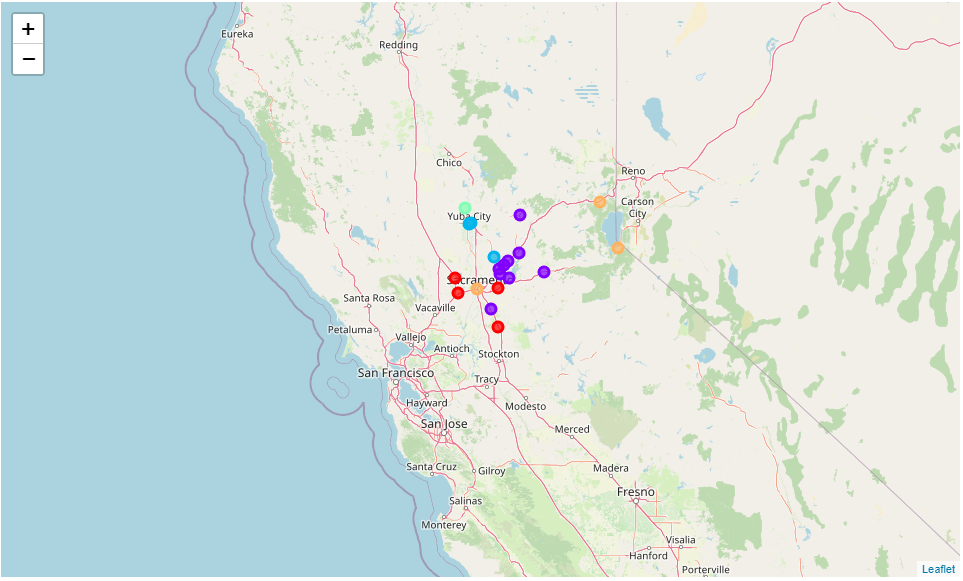 +
−
Eureka
Redding
Chico
Reno
Carson
City
Yuba City
Sacrame
Santa Rosa
Vacaville
Petaluma
Vallejo
Antioch
Stockton
San Francisco
Tracy
Hayward
Modesto
San Jose
Merced
Santa Cruz
Gilroy
Madera
Salinas
Fresno
Monterey
Visalia
Hanford
Porterville
Leaflet